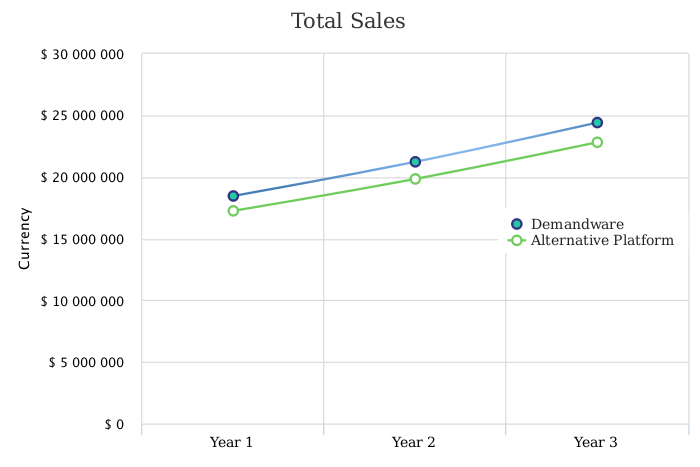 Total Sales
$ 30 000 000
$ 25 000 000
$ 20 000 000
$ 15 000 000
$ 10 000 000
$ 5 000 000
$ 0
Currency
Demandware
Alternative Platform
Year 1
Year 2
Year 3